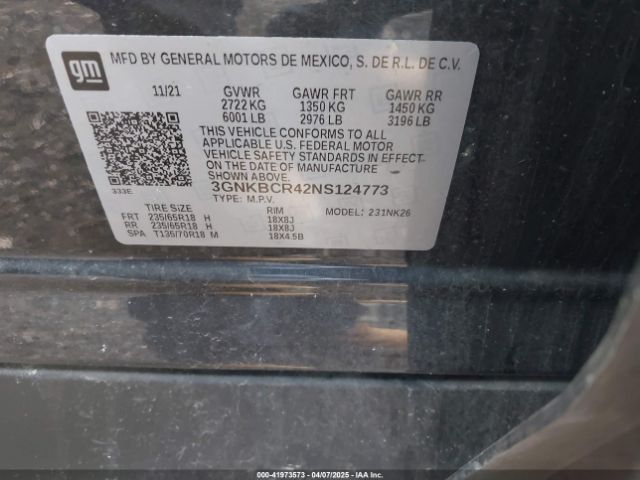 gm
MFD BY GENERAL MOTORS DE MEXICO, S. DE R.L. DE C.V.
11/21 GVWR GAWR FRT GAWR RR
2722 KG 1350 KG 1450 KG
6001 LB 2976 LB 3196 LB
THIS VEHICLE CONFORMS TO ALL
APPLICABLE U.S. FEDERAL MOTOR
VEHICLE SAFETY STANDARDS IN EFFECT
ON THE DATE OF MANUFACTURE
SHOWN ABOVE.
333E 3GNKBCR42NS124773
TYPE: M.P.V.
TIRE SIZE RIM MODEL: 231NK26
FRT 235/65R18 H 18X8J
RR 235/65R18 H 18X8J
SPA T135/70R18 M 18X4.5B
000-41973573 - 04/07/2025 - IAAI.COM